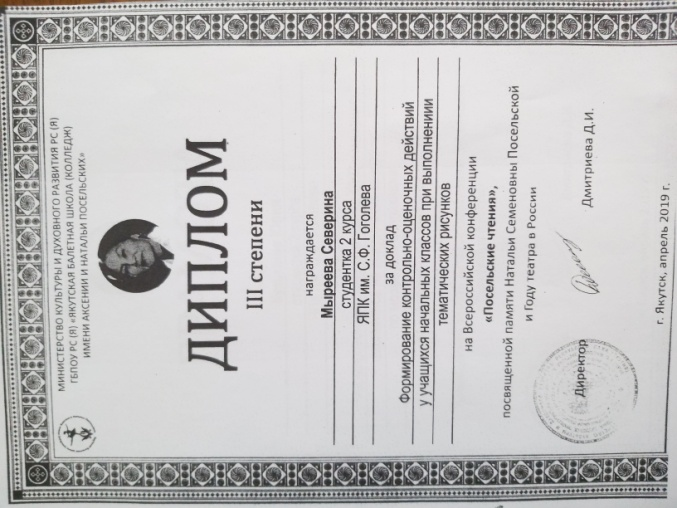 МИНИСТЕРСТВО КУЛЬТУРЫ И ДУХОВНОГО РАЗВИТИЯ РС (Я)
ГБПОУ РС (Я) «ЯКУТСКАЯ БАЛЕТНАЯ ШКОЛА (КОЛЛЕДЖ)
ИМЕНИ АКСЕНИИ И НАТАЛЬИ ПОСЕЛЬСКИХ»
ДИПЛОМ
III степени
награждается
Мыреева Северина
студентка 2 курса
ЯПК им. С.Ф. Гоголева
за доклад
Формирование контрольно-оценочных действий
у учащихся начальных классов при выполнениии
тематических рисунков
на Всероссийской конференции
«Посельские чтения»,
посвященной памяти Натальи Семеновны Посельской
и Году театра в России
Директор Дмитриева Д.И.
г. Якутск, апрель 2019 г.